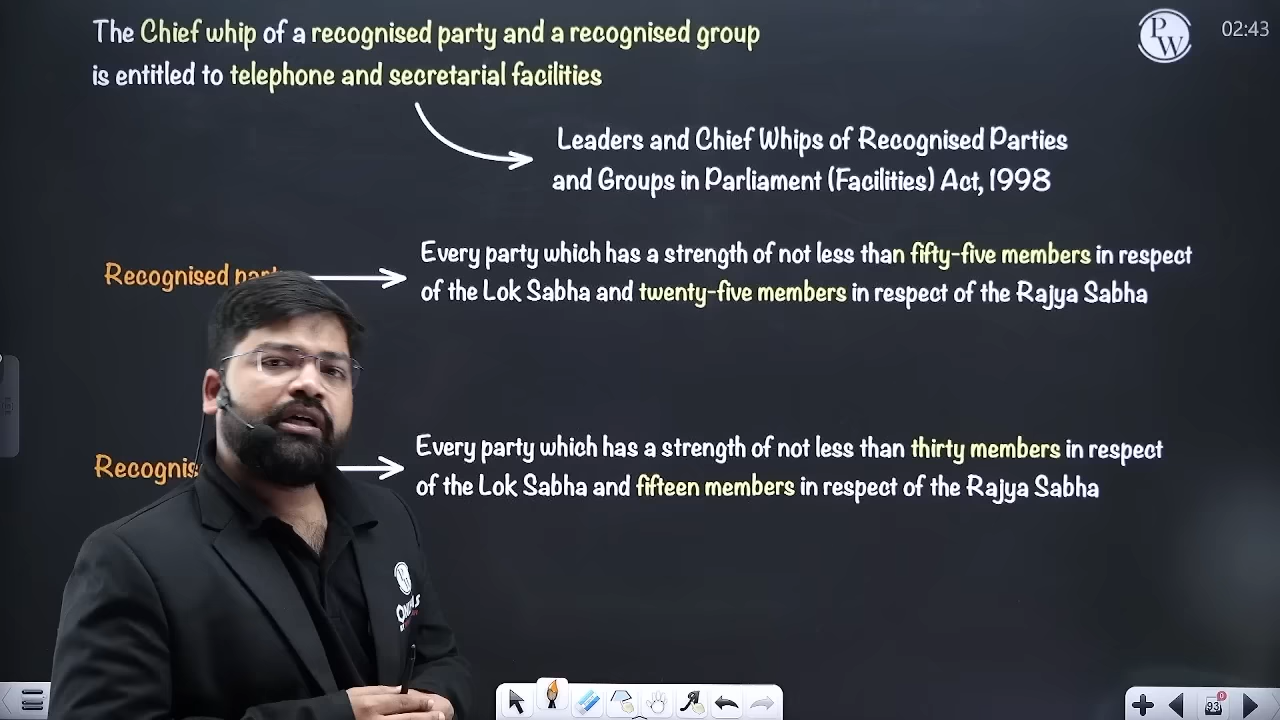 The Chief whip of a recognised party and a recognised group
is entitled to telephone and secretarial facilities
PW
02:43
Leaders and Chief Whips of Recognised Parties
and Groups in Parliament (Facilities) Act, 1998
Recognised
Every party which has a strength of not less than fifty-five members in respect
of the Lok Sabha and twenty-five members in respect of the Rajya Sabha
Every party which has a strength of not less than thirty members in respect
of the Lok Sabha and fifteen members in respect of the Rajya Sabha
93
0